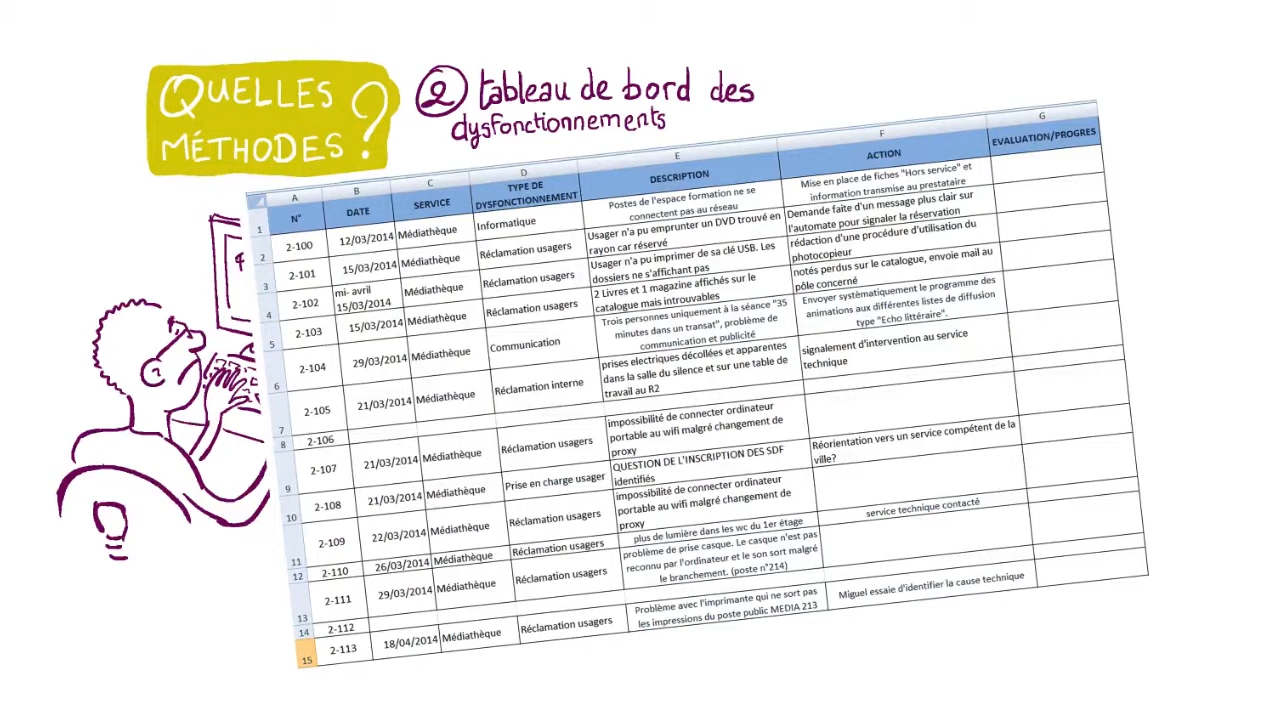 QUELLES
MÉTHODES ?
② tableau de bord des
dysfonctionnements
A B C D E F G
N° DATE SERVICE TYPE DE DYSFONCTIONNEMENT DESCRIPTION ACTION EVALUATION/PROGRES
1
2-100 12/03/2014 Médiathèque Informatique Postes de l'espace formation ne se connectent pas au réseau Mise en place de fiches "Hors service" et information transmise au prestataire
2
2-101 15/03/2014 Médiathèque Réclamation usagers Usager n'a pu emprunter un DVD trouvé en rayon car réservé Demande faite d'un message plus clair sur l'automate pour signaler la réservation
3
2-102 mi- avril 15/03/2014 Médiathèque Réclamation usagers Usager n'a pu imprimer de sa clé USB. Les dossiers ne s'affichant pas rédaction d'une procédure d'utilisation du photocopieur
4
2-103 15/03/2014 Médiathèque Réclamation usagers 2 Livres et 1 magazine affichés sur le catalogue mais introuvables notés perdus sur le catalogue, envoie mail au pôle concerné
5
2-104 29/03/2014 Médiathèque Communication Trois personnes uniquement à la séance "35 minutes dans un transat", problème de communication et publicité Envoyer systèmatiquement le programme des animations aux différentes listes de diffusion type "Echo littéraire".
6
2-105 21/03/2014 Médiathèque Réclamation interne prises electriques décollées et apparentes dans la salle du silence et sur une table de travail au R2 signalement d'intervention au service technique
7
2-106
8
2-107 21/03/2014 Médiathèque Réclamation usagers impossibilité de connecter ordinateur portable au wifi malgré changement de proxy
9
2-108 21/03/2014 Médiathèque Prise en charge usager QUESTION DE L'INSCRIPTION DES SDF identifiés Réorientation vers un service compétent de la ville?
10
2-109 22/03/2014 Médiathèque Réclamation usagers impossibilité de connecter ordinateur portable au wifi malgré changement de proxy
11
2-110 26/03/2014 Médiathèque Réclamation usagers plus de lumière dans les wc du 1er étage service technique contacté
12
2-111 29/03/2014 Médiathèque Réclamation usagers problème de prise casque. Le casque n'est pas reconnu par l'ordinateur et le son sort malgré le branchement. (poste n°214)
13
2-112
14
2-113 18/04/2014 Médiathèque Réclamation usagers Problème avec l'imprimante qui ne sort pas les impressions du poste public MEDIA 213 Miguel essaie d'identifier la cause technique
15